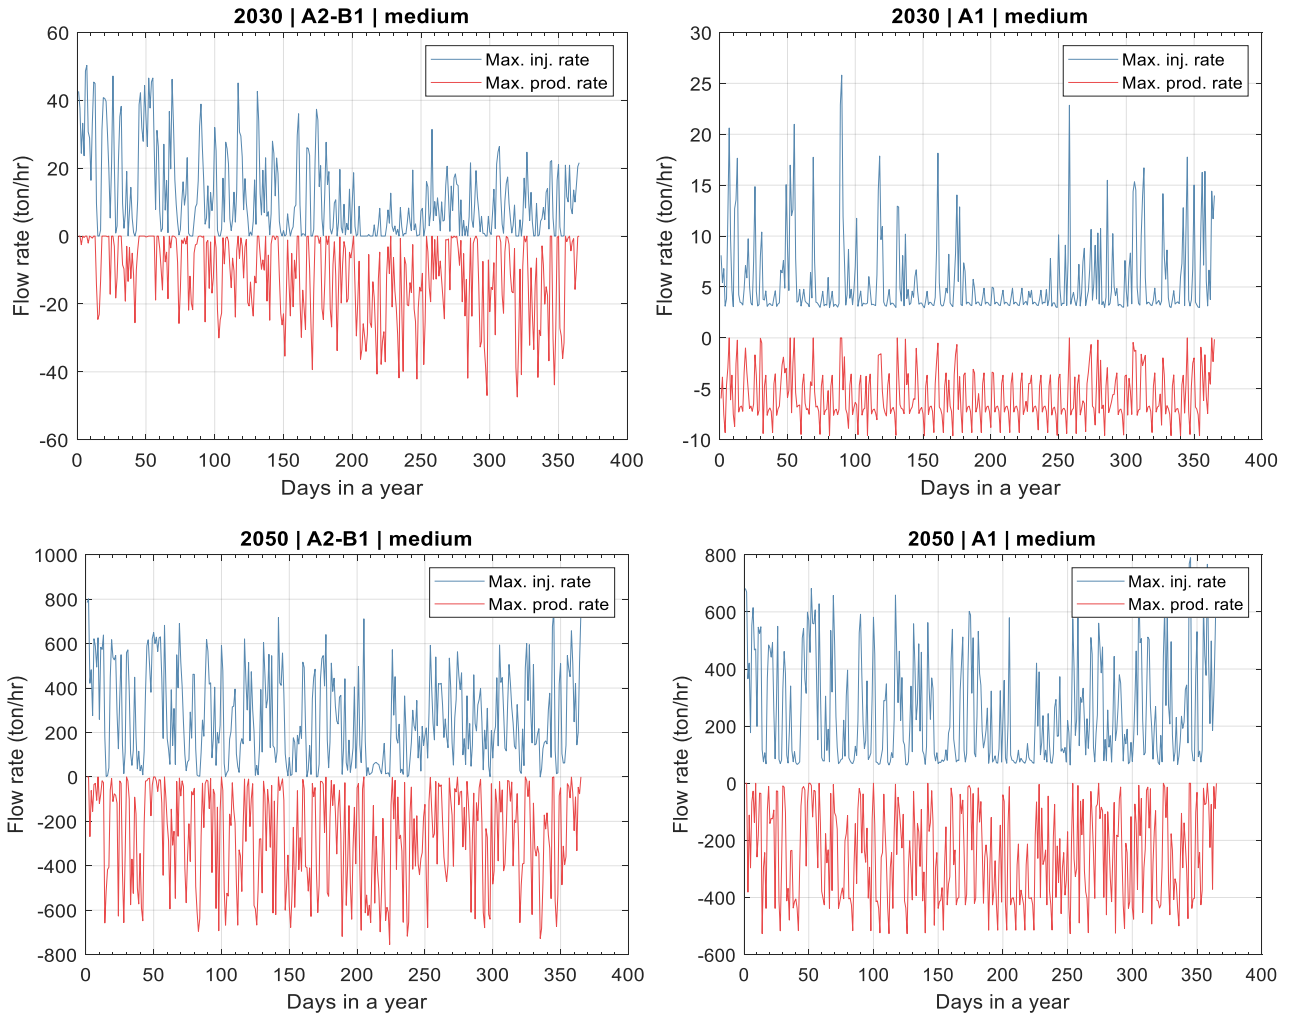 2030 | A2-B1 | medium
Flow rate (ton/hr)
60
40
20
0
-20
-40
-60
0 50 100 150 200 250 300 350 400
Days in a year
Max. inj. rate
Max. prod. rate
2030 | A1 | medium
Flow rate (ton/hr)
30
25
20
15
10
5
0
-5
-10
0 50 100 150 200 250 300 350 400
Days in a year
Max. inj. rate
Max. prod. rate
2050 | A2-B1 | medium
Flow rate (ton/hr)
1000
800
600
400
200
0
-200
-400
-600
-800
0 50 100 150 200 250 300 350 400
Days in a year
Max. inj. rate
Max. prod. rate
2050 | A1 | medium
Flow rate (ton/hr)
800
600
400
200
0
-200
-400
-600
0 50 100 150 200 250 300 350 400
Days in a year
Max. inj. rate
Max. prod. rate